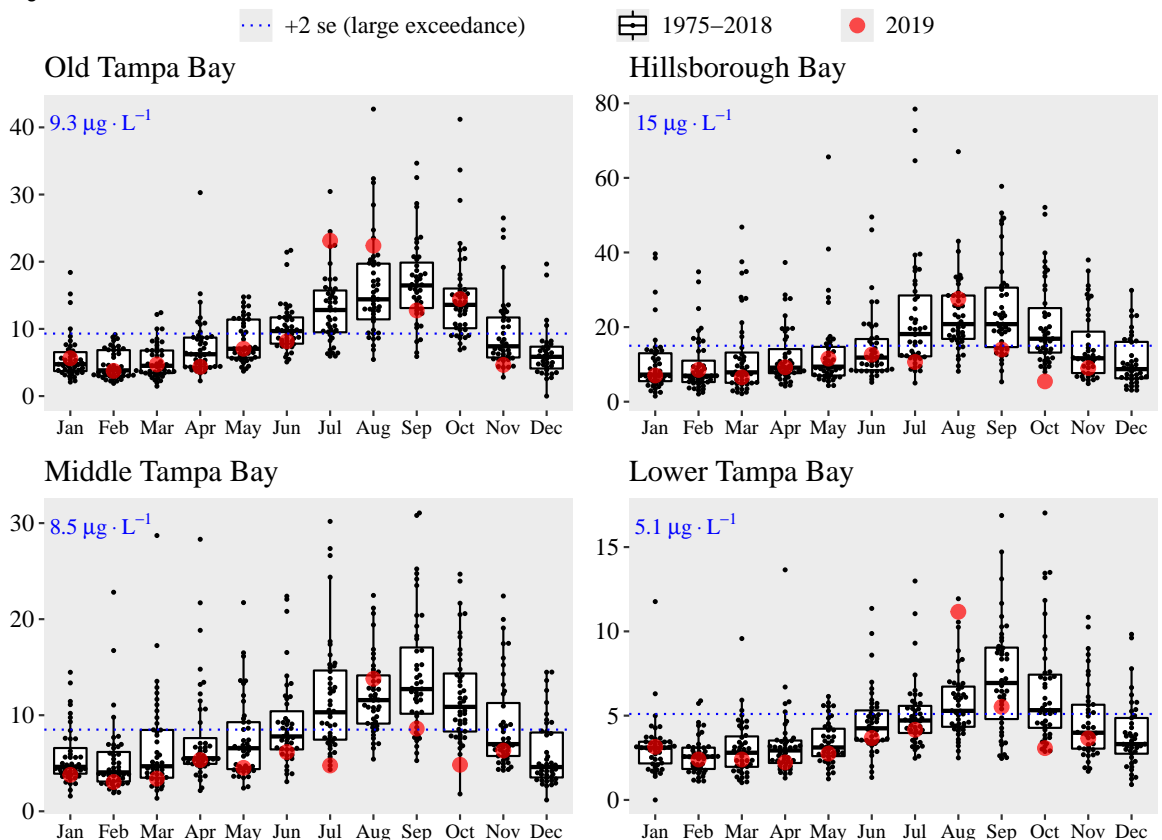 +2 se (large exceedance) 1975–2018 2019
Old Tampa Bay
9.3 µg · L⁻¹
40
30
20
10
0
Jan Feb Mar Apr May Jun Jul Aug Sep Oct Nov Dec
Hillsborough Bay
15 µg · L⁻¹
80
60
40
20
0
Jan Feb Mar Apr May Jun Jul Aug Sep Oct Nov Dec
Middle Tampa Bay
8.5 µg · L⁻¹
30
20
10
0
Jan Feb Mar Apr May Jun Jul Aug Sep Oct Nov Dec
Lower Tampa Bay
5.1 µg · L⁻¹
15
10
5
0
Jan Feb Mar Apr May Jun Jul Aug Sep Oct Nov Dec